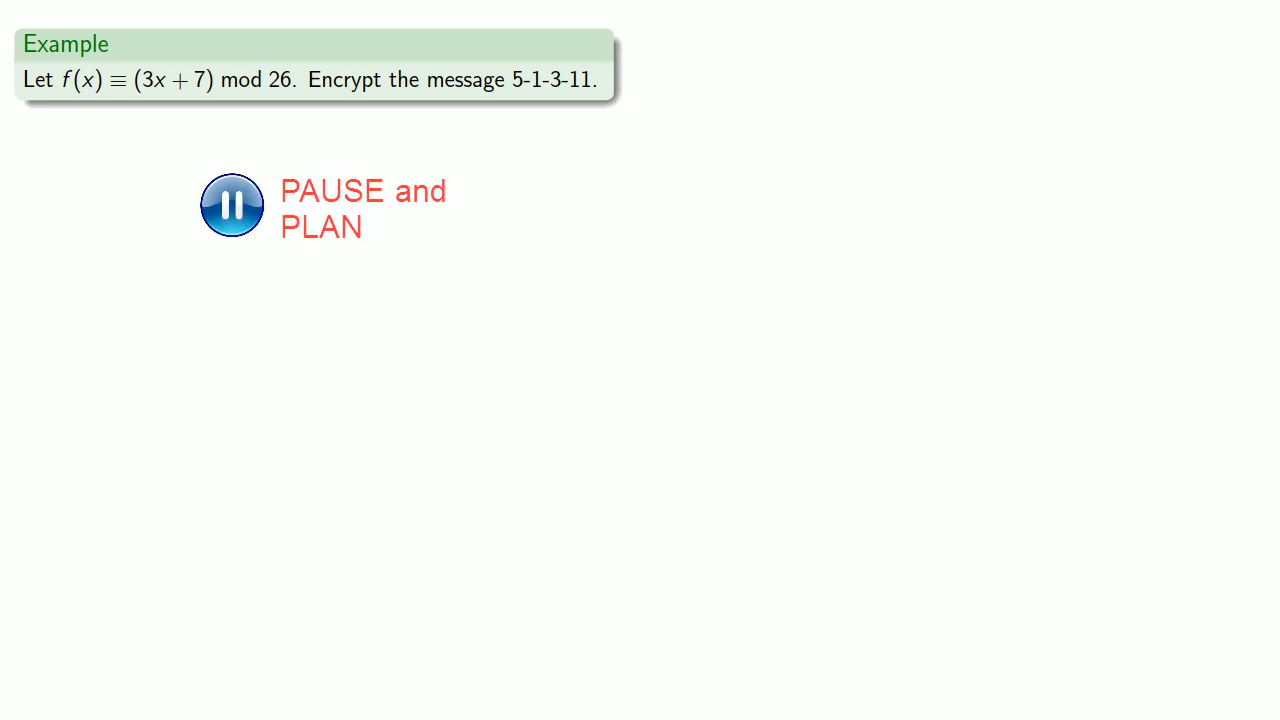 Example
Let f(x) ≡ (3x + 7) mod 26. Encrypt the message 5-1-3-11.
PAUSE and
PLAN